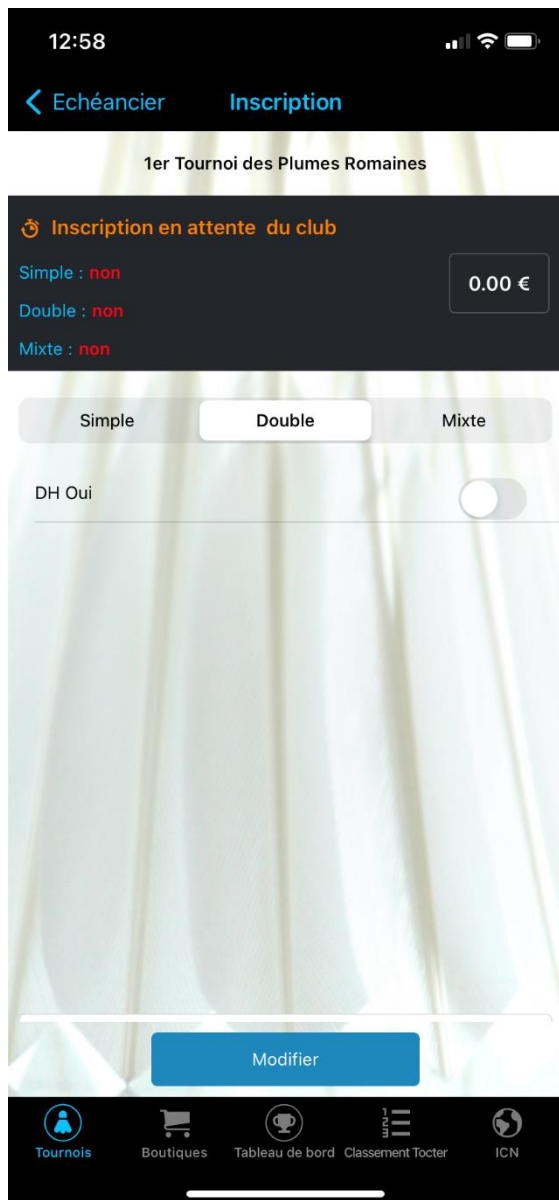 12:58
Echéancier Inscription
1er Tournoi des Plumes Romaines
Inscription en attente du club
Simple : non
0.00 €
Double : non
Mixte : non
Simple Double Mixte
DH Oui
Modifier
Tournois Boutiques Tableau de bord Classement Tocter ICN